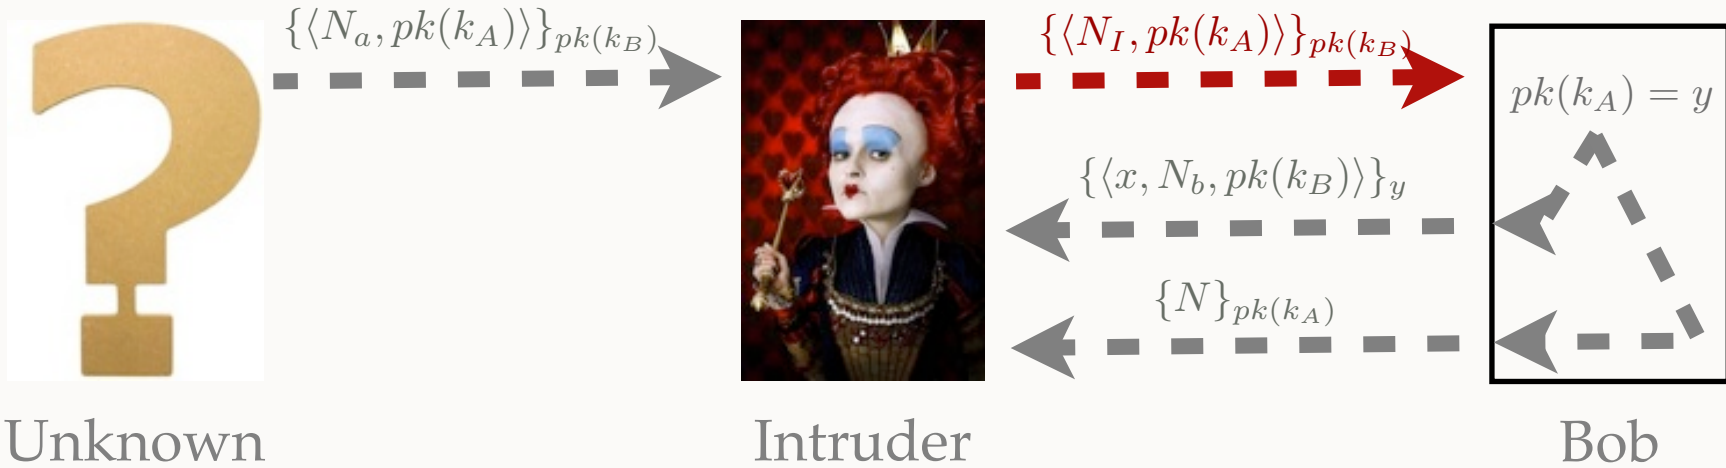 {⟨N_a, pk(k_A)⟩}_{pk(k_B)}
{⟨N_I, pk(k_A)⟩}_{pk(k_B)}
pk(k_A) = y
{⟨x, N_b, pk(k_B)⟩}_y
{N}_{pk(k_A)}
Unknown
Intruder
Bob